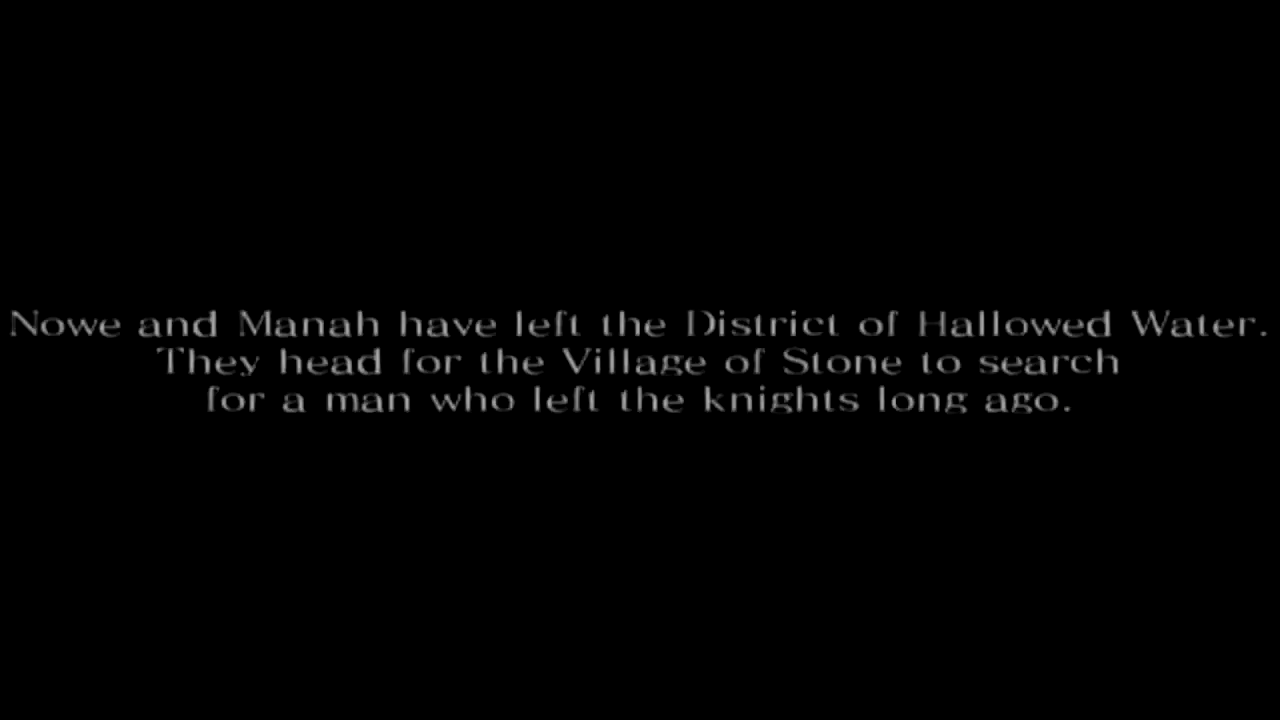 Nowe and Manah have left the District of Hallowed Water.
They head for the Village of Stone to search
for a man who left the knights long ago.